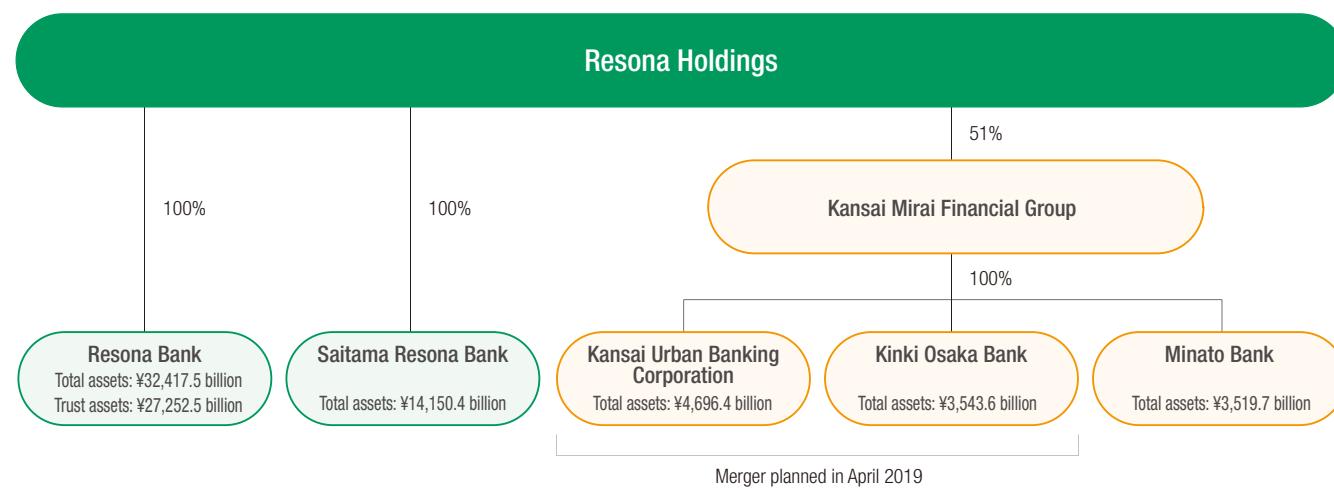 Resona Holdings
51%
100%
100%
Kansai Mirai Financial Group
100%
Resona Bank
Total assets: ¥32,417.5 billion
Trust assets: ¥27,252.5 billion
Saitama Resona Bank
Total assets: ¥14,150.4 billion
Kansai Urban Banking
Corporation
Total assets: ¥4,696.4 billion
Kinki Osaka Bank
Total assets: ¥3,543.6 billion
Minato Bank
Total assets: ¥3,519.7 billion
Merger planned in April 2019